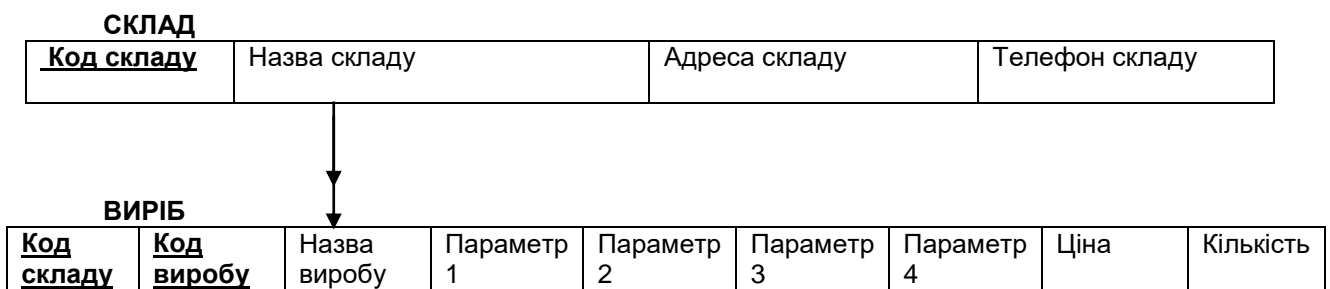 СКЛАД
Код складу Назва складу Адреса складу Телефон складу
ВИРІБ
Код Код Назва Параметр Параметр Параметр Параметр Ціна Кількість
складу виробу виробу 1 2 3 4